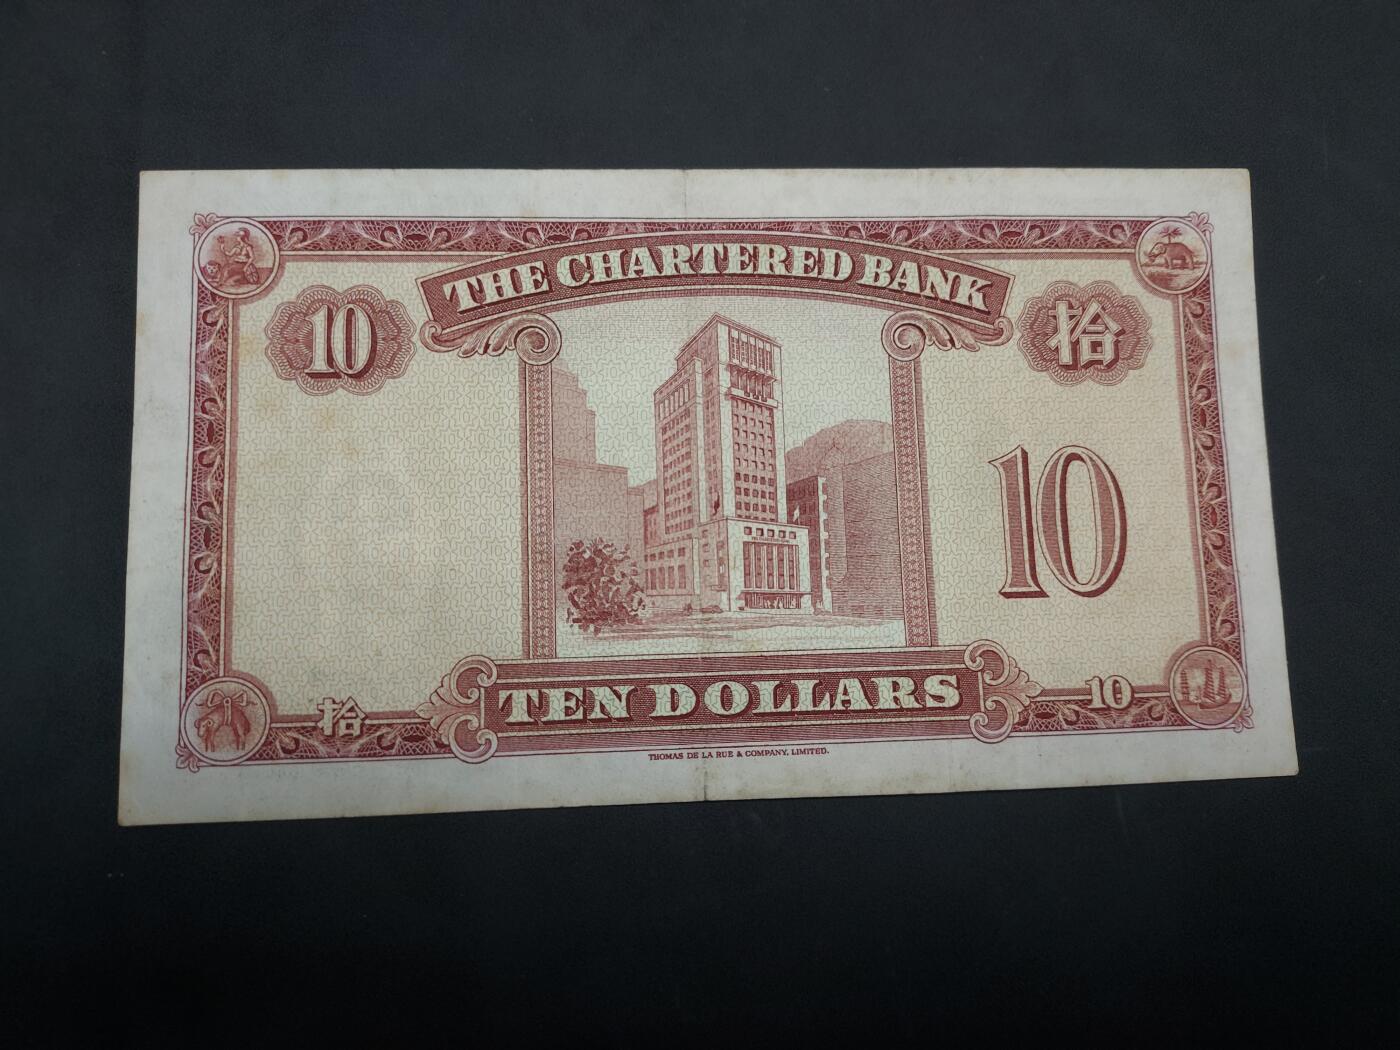 THE CHARTERED BANK
10
拾
10
拾
TEN DOLLARS
10
THOMAS DE LA RUE & COMPANY, LIMITED.